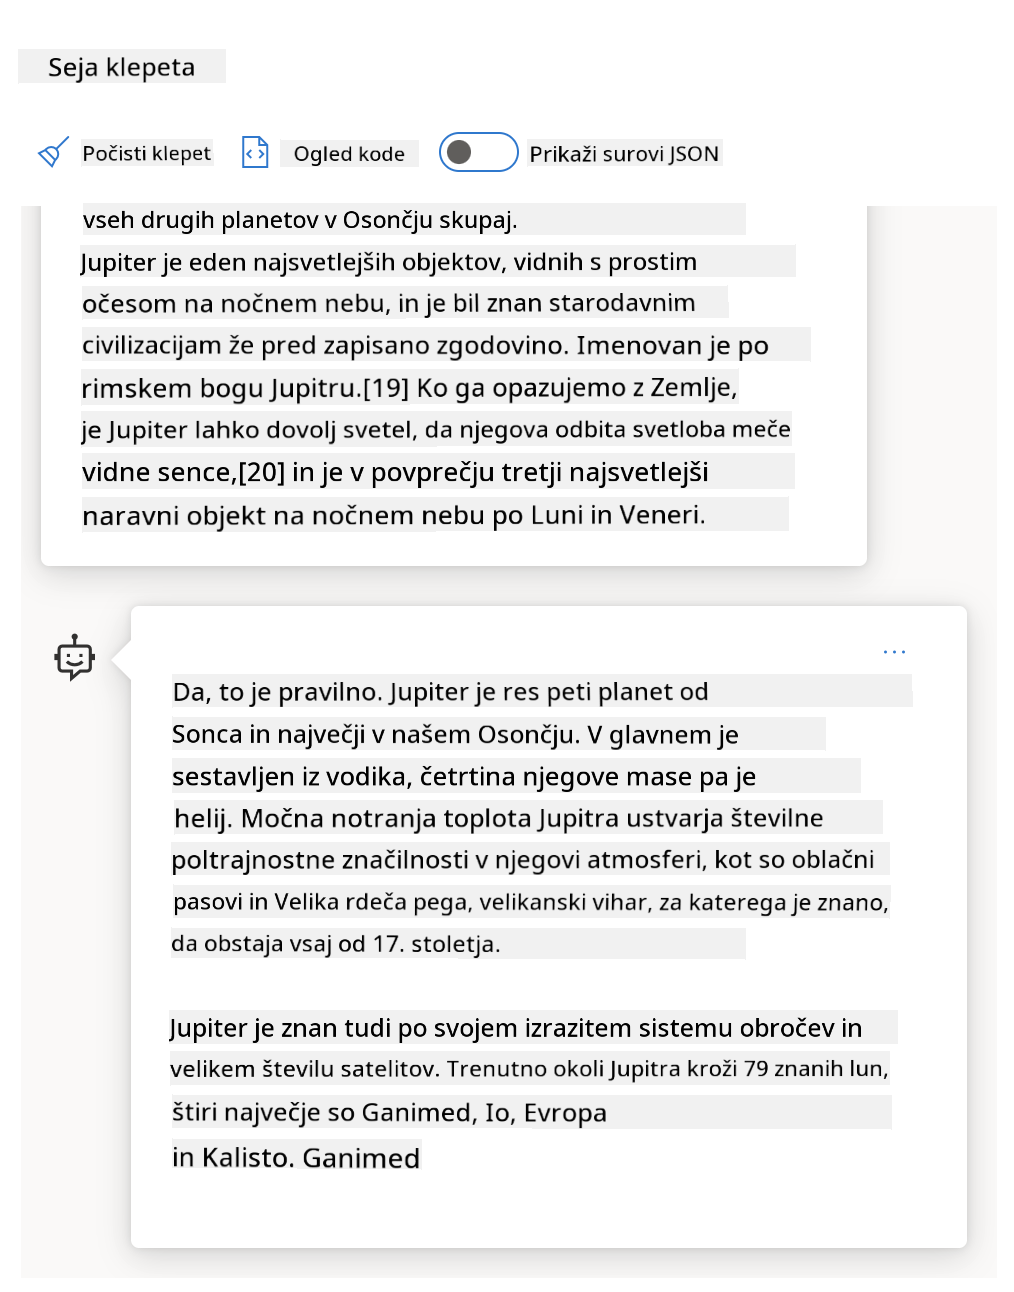 Seja klepeta
Počisti klepet
Ogled kode
Prikaži surovi JSON
vseh drugih planetov v Osončju skupaj.
Jupiter je eden najsvetlejših objektov, vidnih s prostim
očesom na nočnem nebu, in je bil znan starodavnim
civilizacijam že pred zapisano zgodovino. Imenovan je po
rimskem bogu Jupitru.[19] Ko ga opazujemo z Zemlje,
je Jupiter lahko dovolj svetel, da njegova odbita svetloba meče
vidne sence,[20] in je v povprečju tretji najsvetlejši
naravni objekt na nočnem nebu po Luni in Veneri.
Da, to je pravilno. Jupiter je res peti planet od
Sonca in največji v našem Osončju. V glavnem je
sestavljen iz vodika, četrtina njegove mase pa je
helij. Močna notranja toplota Jupitra ustvarja številne
poltrajnostne značilnosti v njegovi atmosferi, kot so oblačni
pasovi in Velika rdeča pega, velikanski vihar, za katerega je znano,
da obstaja vsaj od 17. stoletja.
Jupiter je znan tudi po svojem izrazitem sistemu obročev in
velikem številu satelitov. Trenutno okoli Jupitra kroži 79 znanih lun,
štiri največje so Ganimed, Io, Evropa
in Kalisto. Ganimed